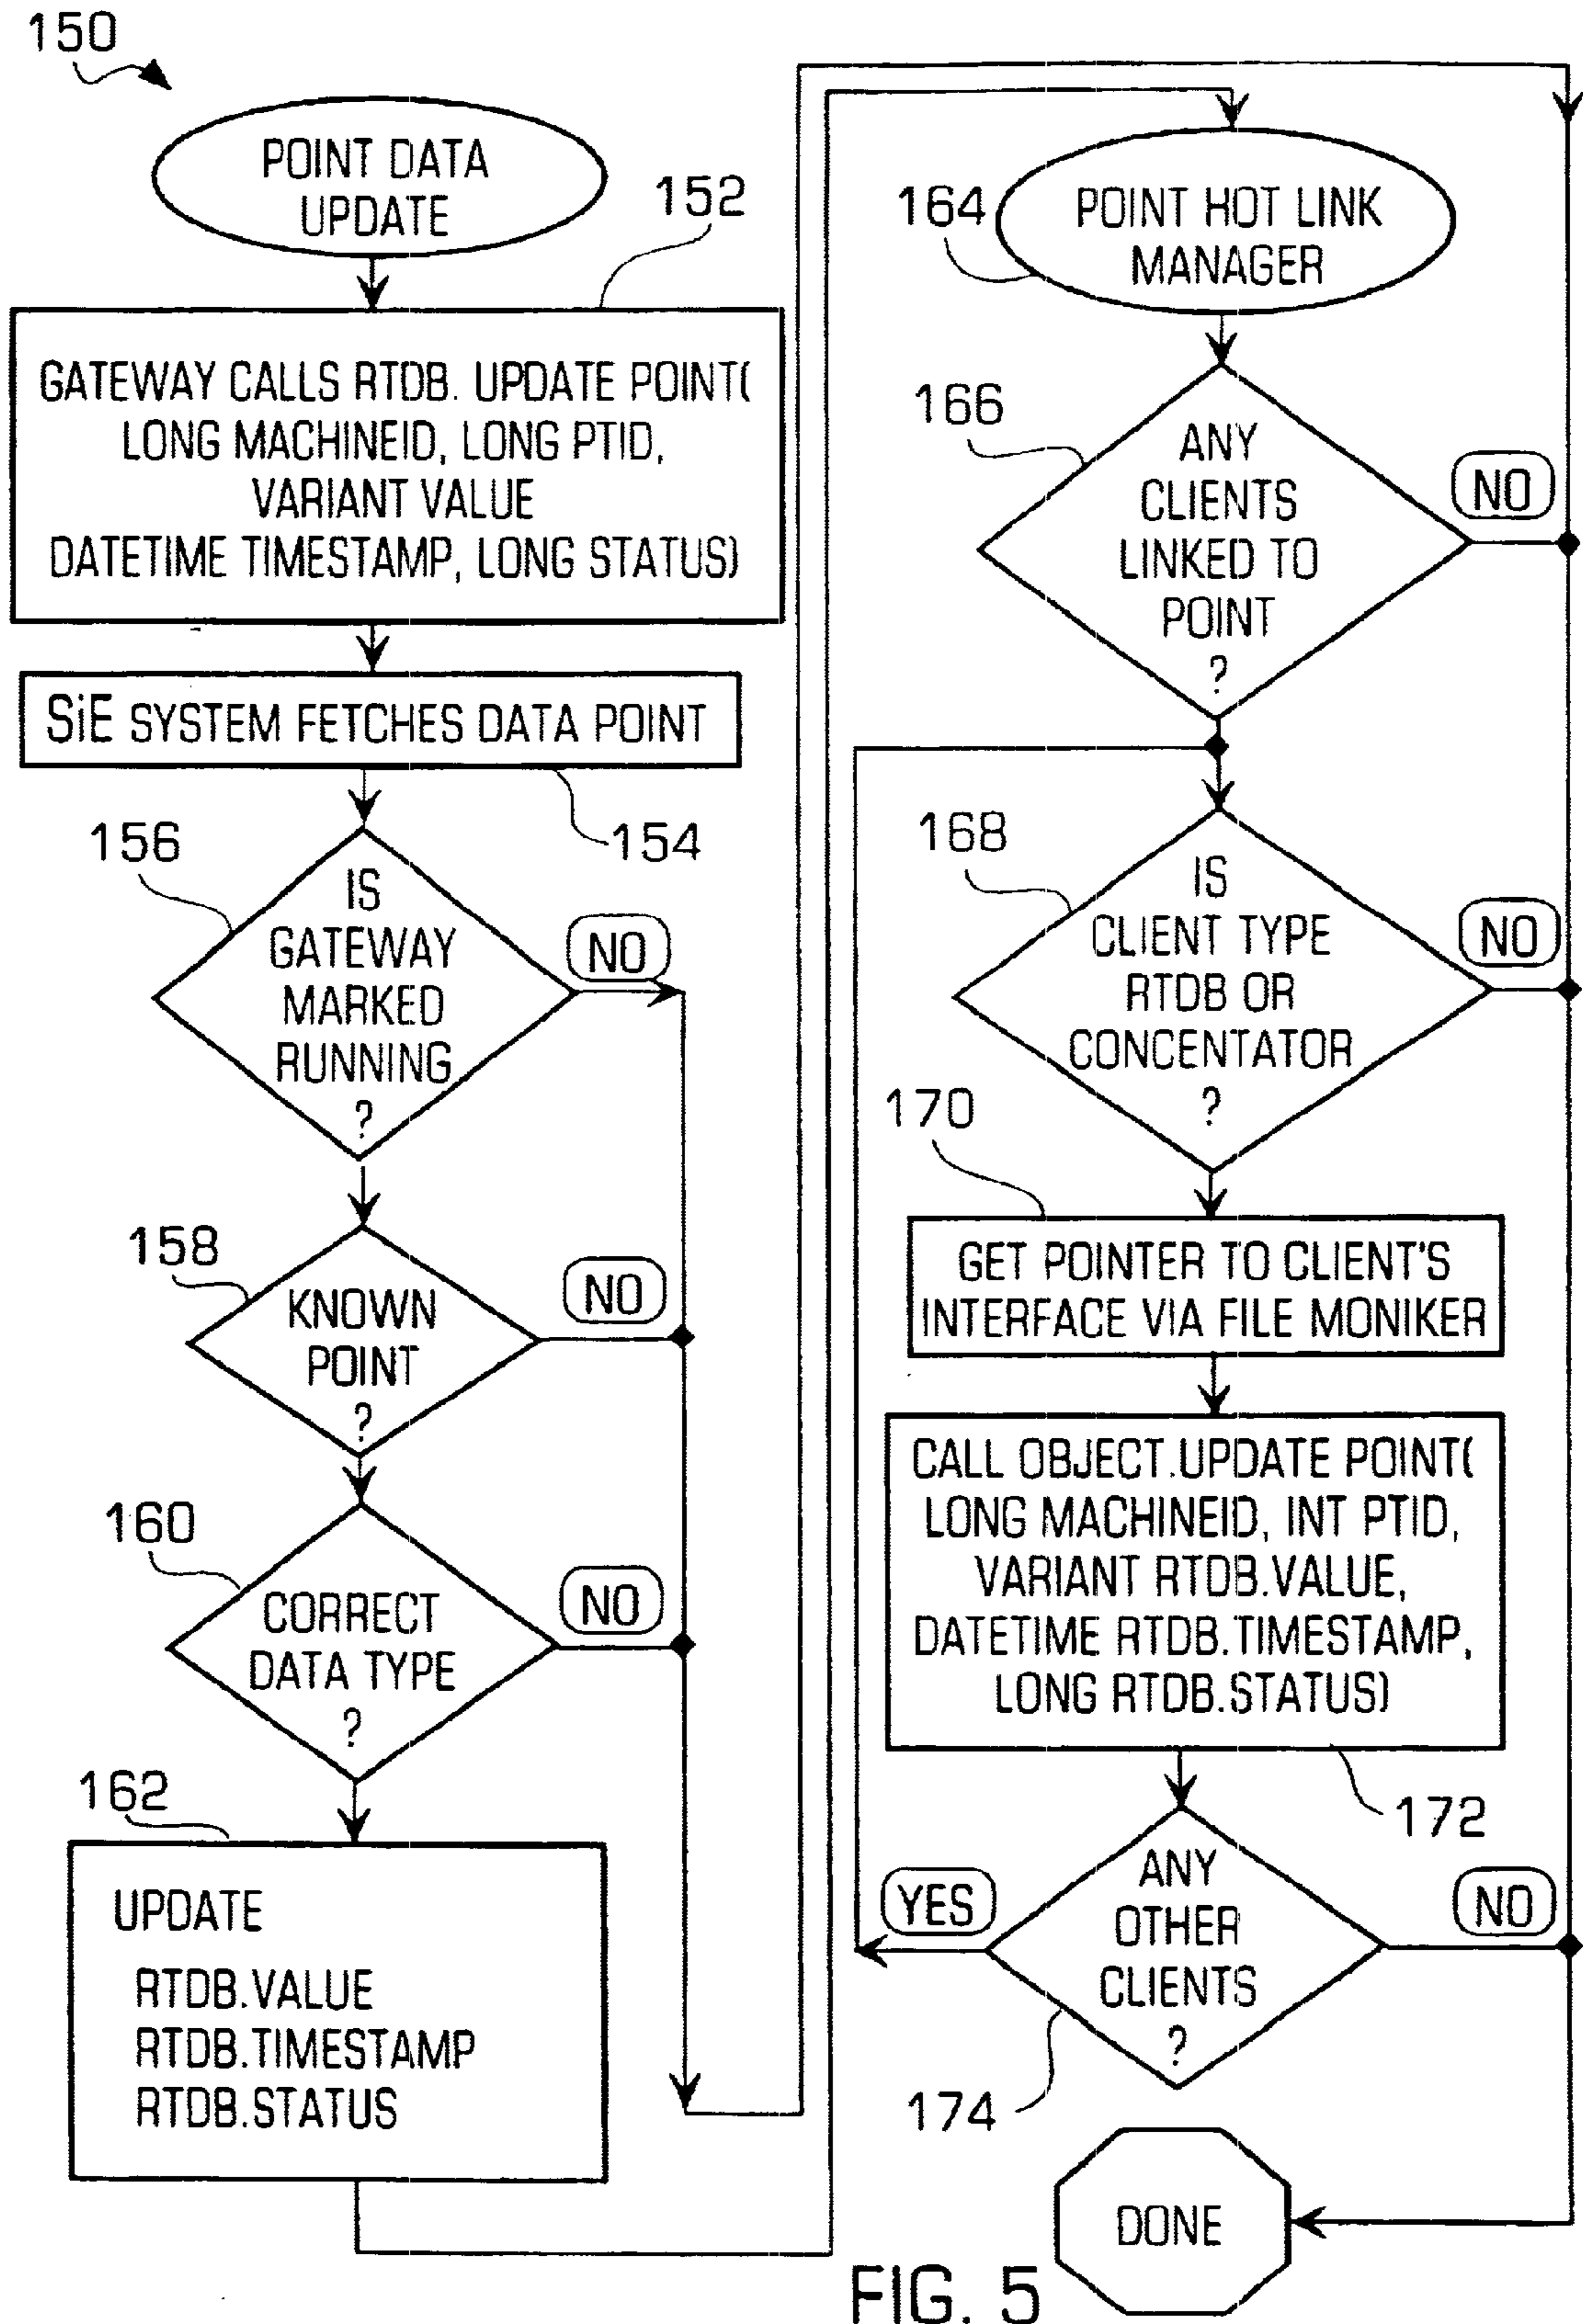 150
POINT DATA
UPDATE
152
GATEWAY CALLS RTDB. UPDATE POINT(
LONG MACHINEID, LONG PTID,
VARIANT VALUE
DATETIME TIMESTAMP, LONG STATUS)
SiE SYSTEM FETCHES DATA POINT
154
156
IS
GATEWAY
MARKED
RUNNING
?
NO
158
KNOWN
POINT
?
NO
160
CORRECT
DATA TYPE
?
NO
162
UPDATE
RTDB.VALUE
RTDB.TIMESTAMP
RTDB.STATUS
164
POINT HOT LINK
MANAGER
166
ANY
CLIENTS
LINKED TO
POINT
?
NO
168
IS
CLIENT TYPE
RTDB OR
CONCENTATOR
?
NO
170
GET POINTER TO CLIENT'S
INTERFACE VIA FILE MONIKER
CALL OBJECT.UPDATE POINT(
LONG MACHINEID, INT PTID,
VARIANT RTDB.VALUE,
DATETIME RTDB.TIMESTAMP,
LONG RTDB.STATUS)
172
ANY
OTHER
CLIENTS
?
YES
NO
174
DONE
FIG. 5